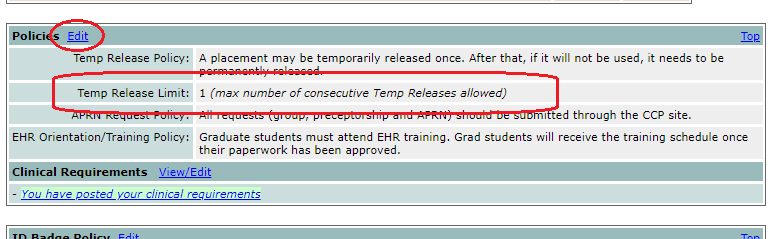 Policies Edit Top
Temp Release Policy: A placement may be temporarily released once. After that, if it will not be used, it needs to be
permanently released.
Temp Release Limit: 1 (max number of consecutive Temp Releases allowed)
APRN Request Policy: All requests (group, preceptorship and APRN) should be submitted through the CCP site.
EHR Orientation/Training Policy: Graduate students must attend EHR training. Grad students will receive the training schedule once
their paperwork has been approved.
Clinical Requirements View/Edit
- You have posted your clinical requirements
ID Badge Policy Edit Top